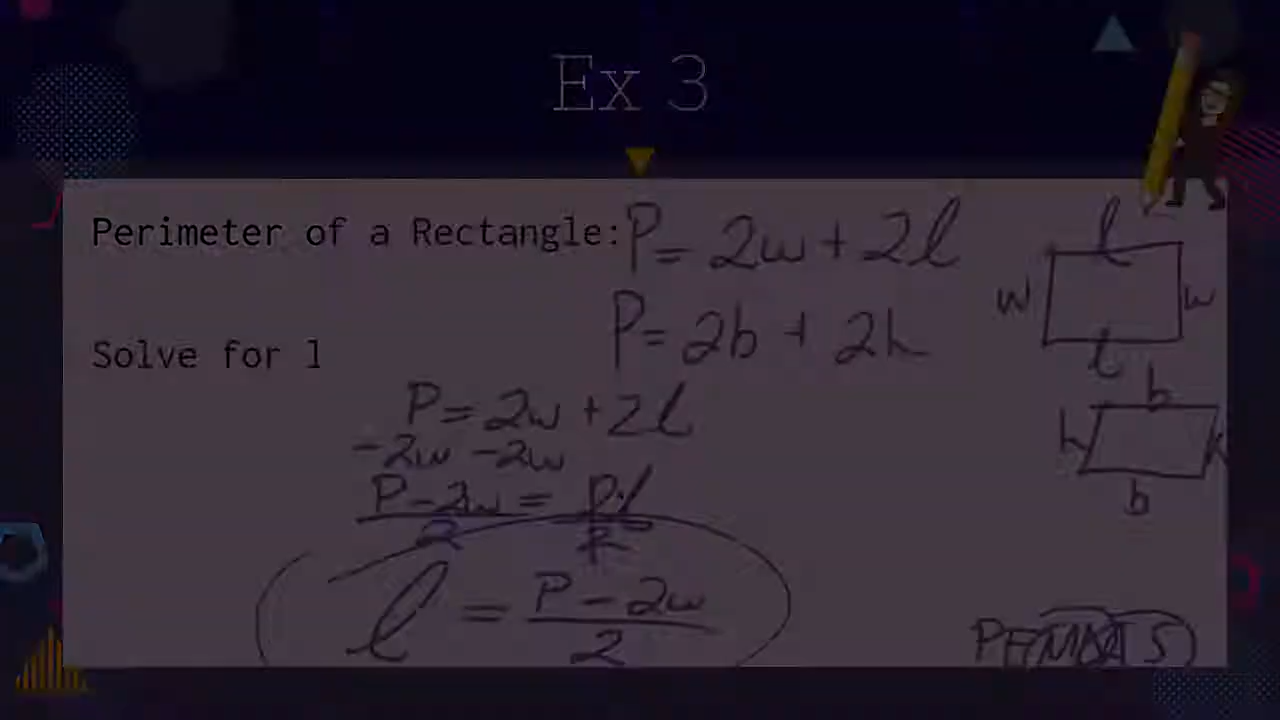 Ex 3
Perimeter of a Rectangle: P = 2w + 2l
l
w w
l
P = 2b + 2h
Solve for l
b
h h
b
P = 2w + 2l
-2w -2w
P - 2w = 2l
2 2
l = P - 2w
2
PEMDAS